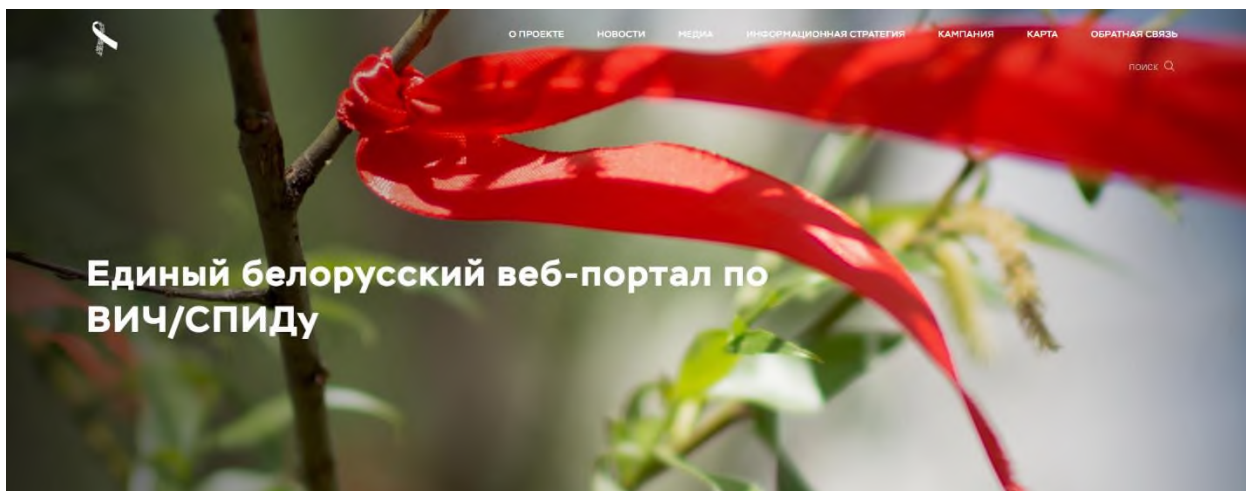 О ПРОЕКТЕ НОВОСТИ МЕДИА ИНФОРМАЦИОННАЯ СТРАТЕГИЯ КАМПАНИЯ КАРТА ОБРАТНАЯ СВЯЗЬ
ПОИСК
Единый белорусский веб-портал по
ВИЧ/СПИДу